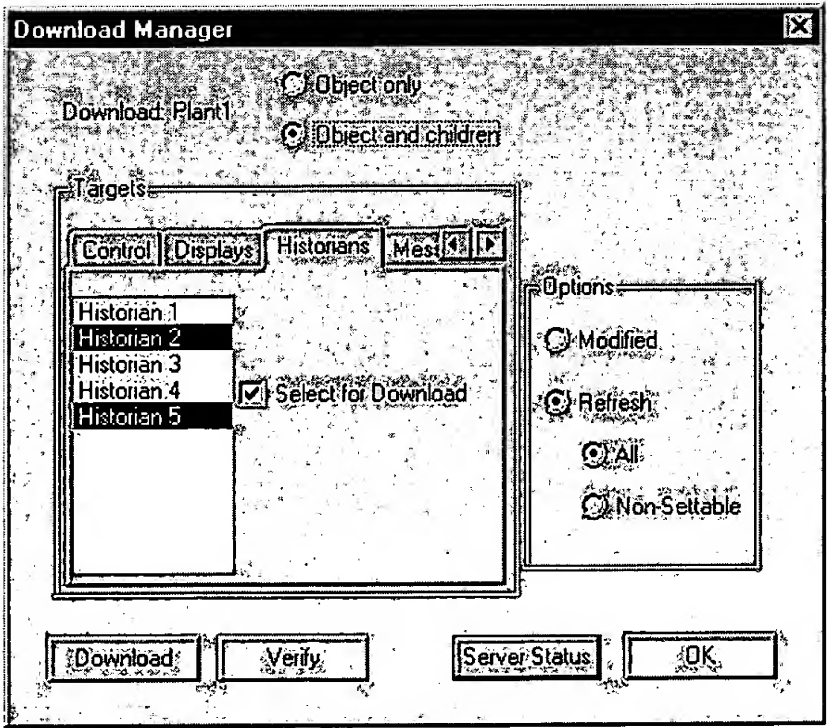 Download Manager
Object only
Download: Plant1
Object and children
Targets
Control Displays Historians Mes
Historian 1
Historian 2
Historian 3
Historian 4
Historian 5
Select for Download
Options
Modified
Refresh
All
Non-Settable
Download Verify Server Status OK